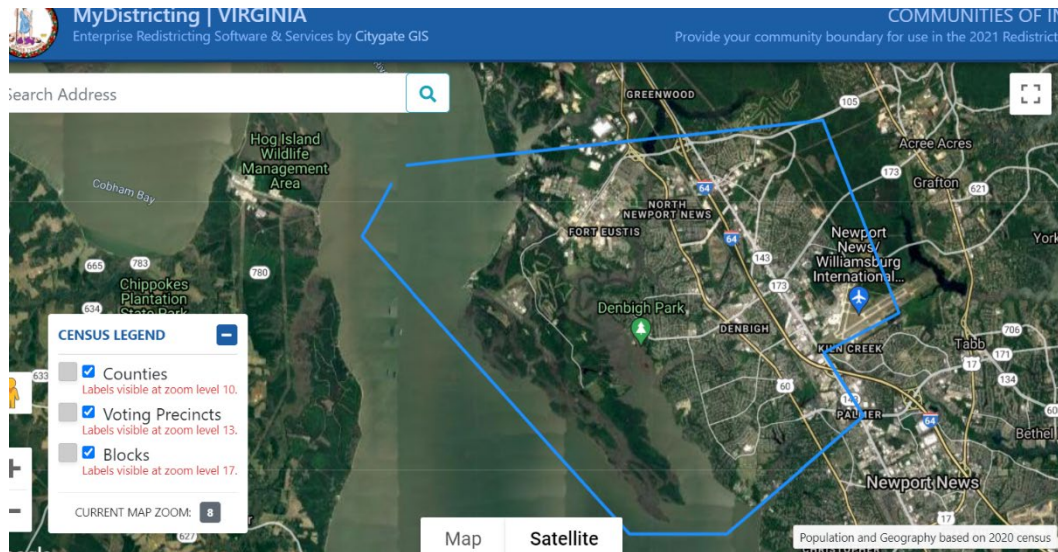 MyDistricting | VIRGINIA
Enterprise Redistricting Software & Services by Citygate GIS
COMMUNITIES OF IN
Provide your community boundary for use in the 2021 Redistrict
Search Address
GREENWOOD
105
Acree Acres
Hog Island
Wildlife
Management
Area
Cobham Bay
173
Grafton
621
64
NORTH
NEWPORT NEWS
FORT EUSTIS
64
Newport
News/
Williamsburg
International...
York
143
665
783
780
Chippokes
Plantation
State Park
634
173
Denbigh Park
DENBIGH
KILN CREEK
706
Tabb
171
17
134
CENSUS LEGEND
Counties
Labels visible at zoom level 10.
Voting Precincts
Labels visible at zoom level 13.
Blocks
Labels visible at zoom level 17.
CURRENT MAP ZOOM: 8
633
60
143
PALMER
64
60
Bethel
Newport News
17
627
Map
Satellite
Population and Geography based on 2020 census